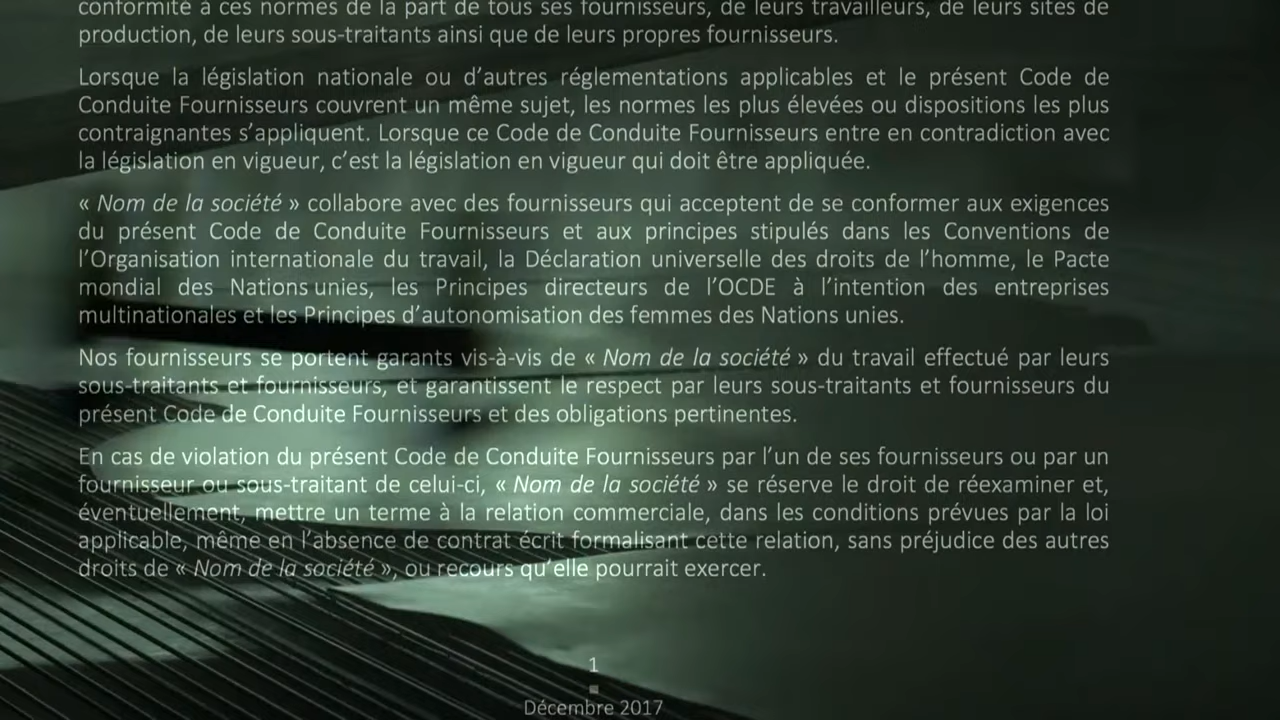 conformité à ces normes de la part de tous ses fournisseurs, de leurs travailleurs, de leurs sites de
production, de leurs sous-traitants ainsi que de leurs propres fournisseurs.
Lorsque la législation nationale ou d’autres réglementations applicables et le présent Code de
Conduite Fournisseurs couvrent un même sujet, les normes les plus élevées ou dispositions les plus
contraignantes s’appliquent. Lorsque ce Code de Conduite Fournisseurs entre en contradiction avec
la législation en vigueur, c’est la législation en vigueur qui doit être appliquée.
« Nom de la société » collabore avec des fournisseurs qui acceptent de se conformer aux exigences
du présent Code de Conduite Fournisseurs et aux principes stipulés dans les Conventions de
l’Organisation internationale du travail, la Déclaration universelle des droits de l’homme, le Pacte
mondial des Nations unies, les Principes directeurs de l’OCDE à l’intention des entreprises
multinationales et les Principes d’autonomisation des femmes des Nations unies.
Nos fournisseurs se portent garants vis-à-vis de « Nom de la société » du travail effectué par leurs
sous-traitants et fournisseurs, et garantissent le respect par leurs sous-traitants et fournisseurs du
présent Code de Conduite Fournisseurs et des obligations pertinentes.
En cas de violation du présent Code de Conduite Fournisseurs par l’un de ses fournisseurs ou par un
fournisseur ou sous-traitant de celui-ci, « Nom de la société » se réserve le droit de réexaminer et,
éventuellement, mettre un terme à la relation commerciale, dans les conditions prévues par la loi
applicable, même en l’absence de contrat écrit formalisant cette relation, sans préjudice des autres
droits de « Nom de la société », ou recours qu’elle pourrait exercer.
1
Décembre 2017